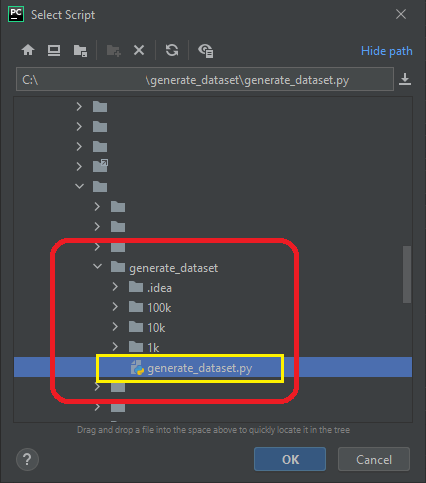 PC Select Script
Hide path
C:\ \generate_dataset\generate_dataset.py
generate_dataset
.idea
100k
10k
1k
generate_dataset.py
Drag and drop a file into the space above to quickly locate it in the tree
? OK Cancel